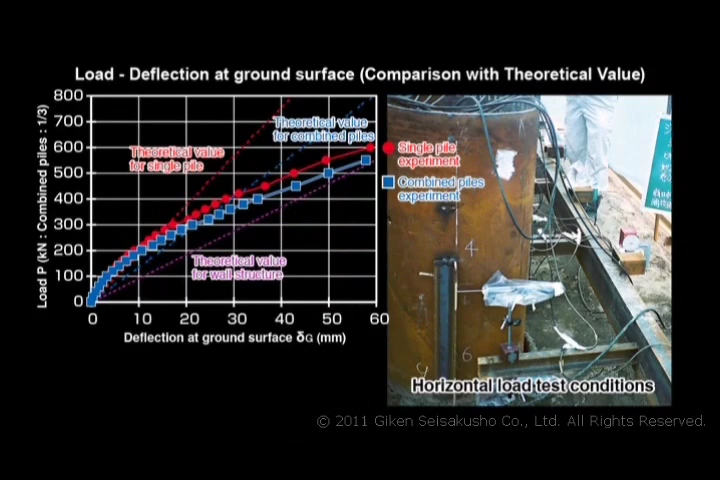 Load - Deflection at ground surface (Comparison with Theoretical Value)
800
700
600
500
400
300
200
100
0
Load P (kN : Combined piles : 1/3)
Theoretical value
for single pile
Theoretical value
for combined piles
Theoretical value
for wall structure
0 10 20 30 40 50 60
Deflection at ground surface δG (mm)
Single pile
experiment
Combined piles
experiment
4
6
Horizontal load test conditions
© 2011 Giken Seisakusho Co., Ltd. All Rights Reserved.